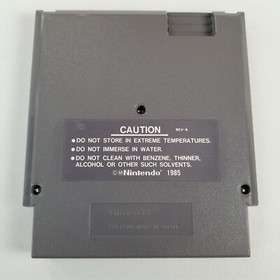 CAUTION REV-A
•DO NOT STORE IN EXTREME TEMPERATURES.
•DO NOT IMMERSE IN WATER.
•DO NOT CLEAN WITH BENZENE, THINNER,
ALCOHOL OR OTHER SUCH SOLVENTS.
©Ⓜ Nintendo® 1985